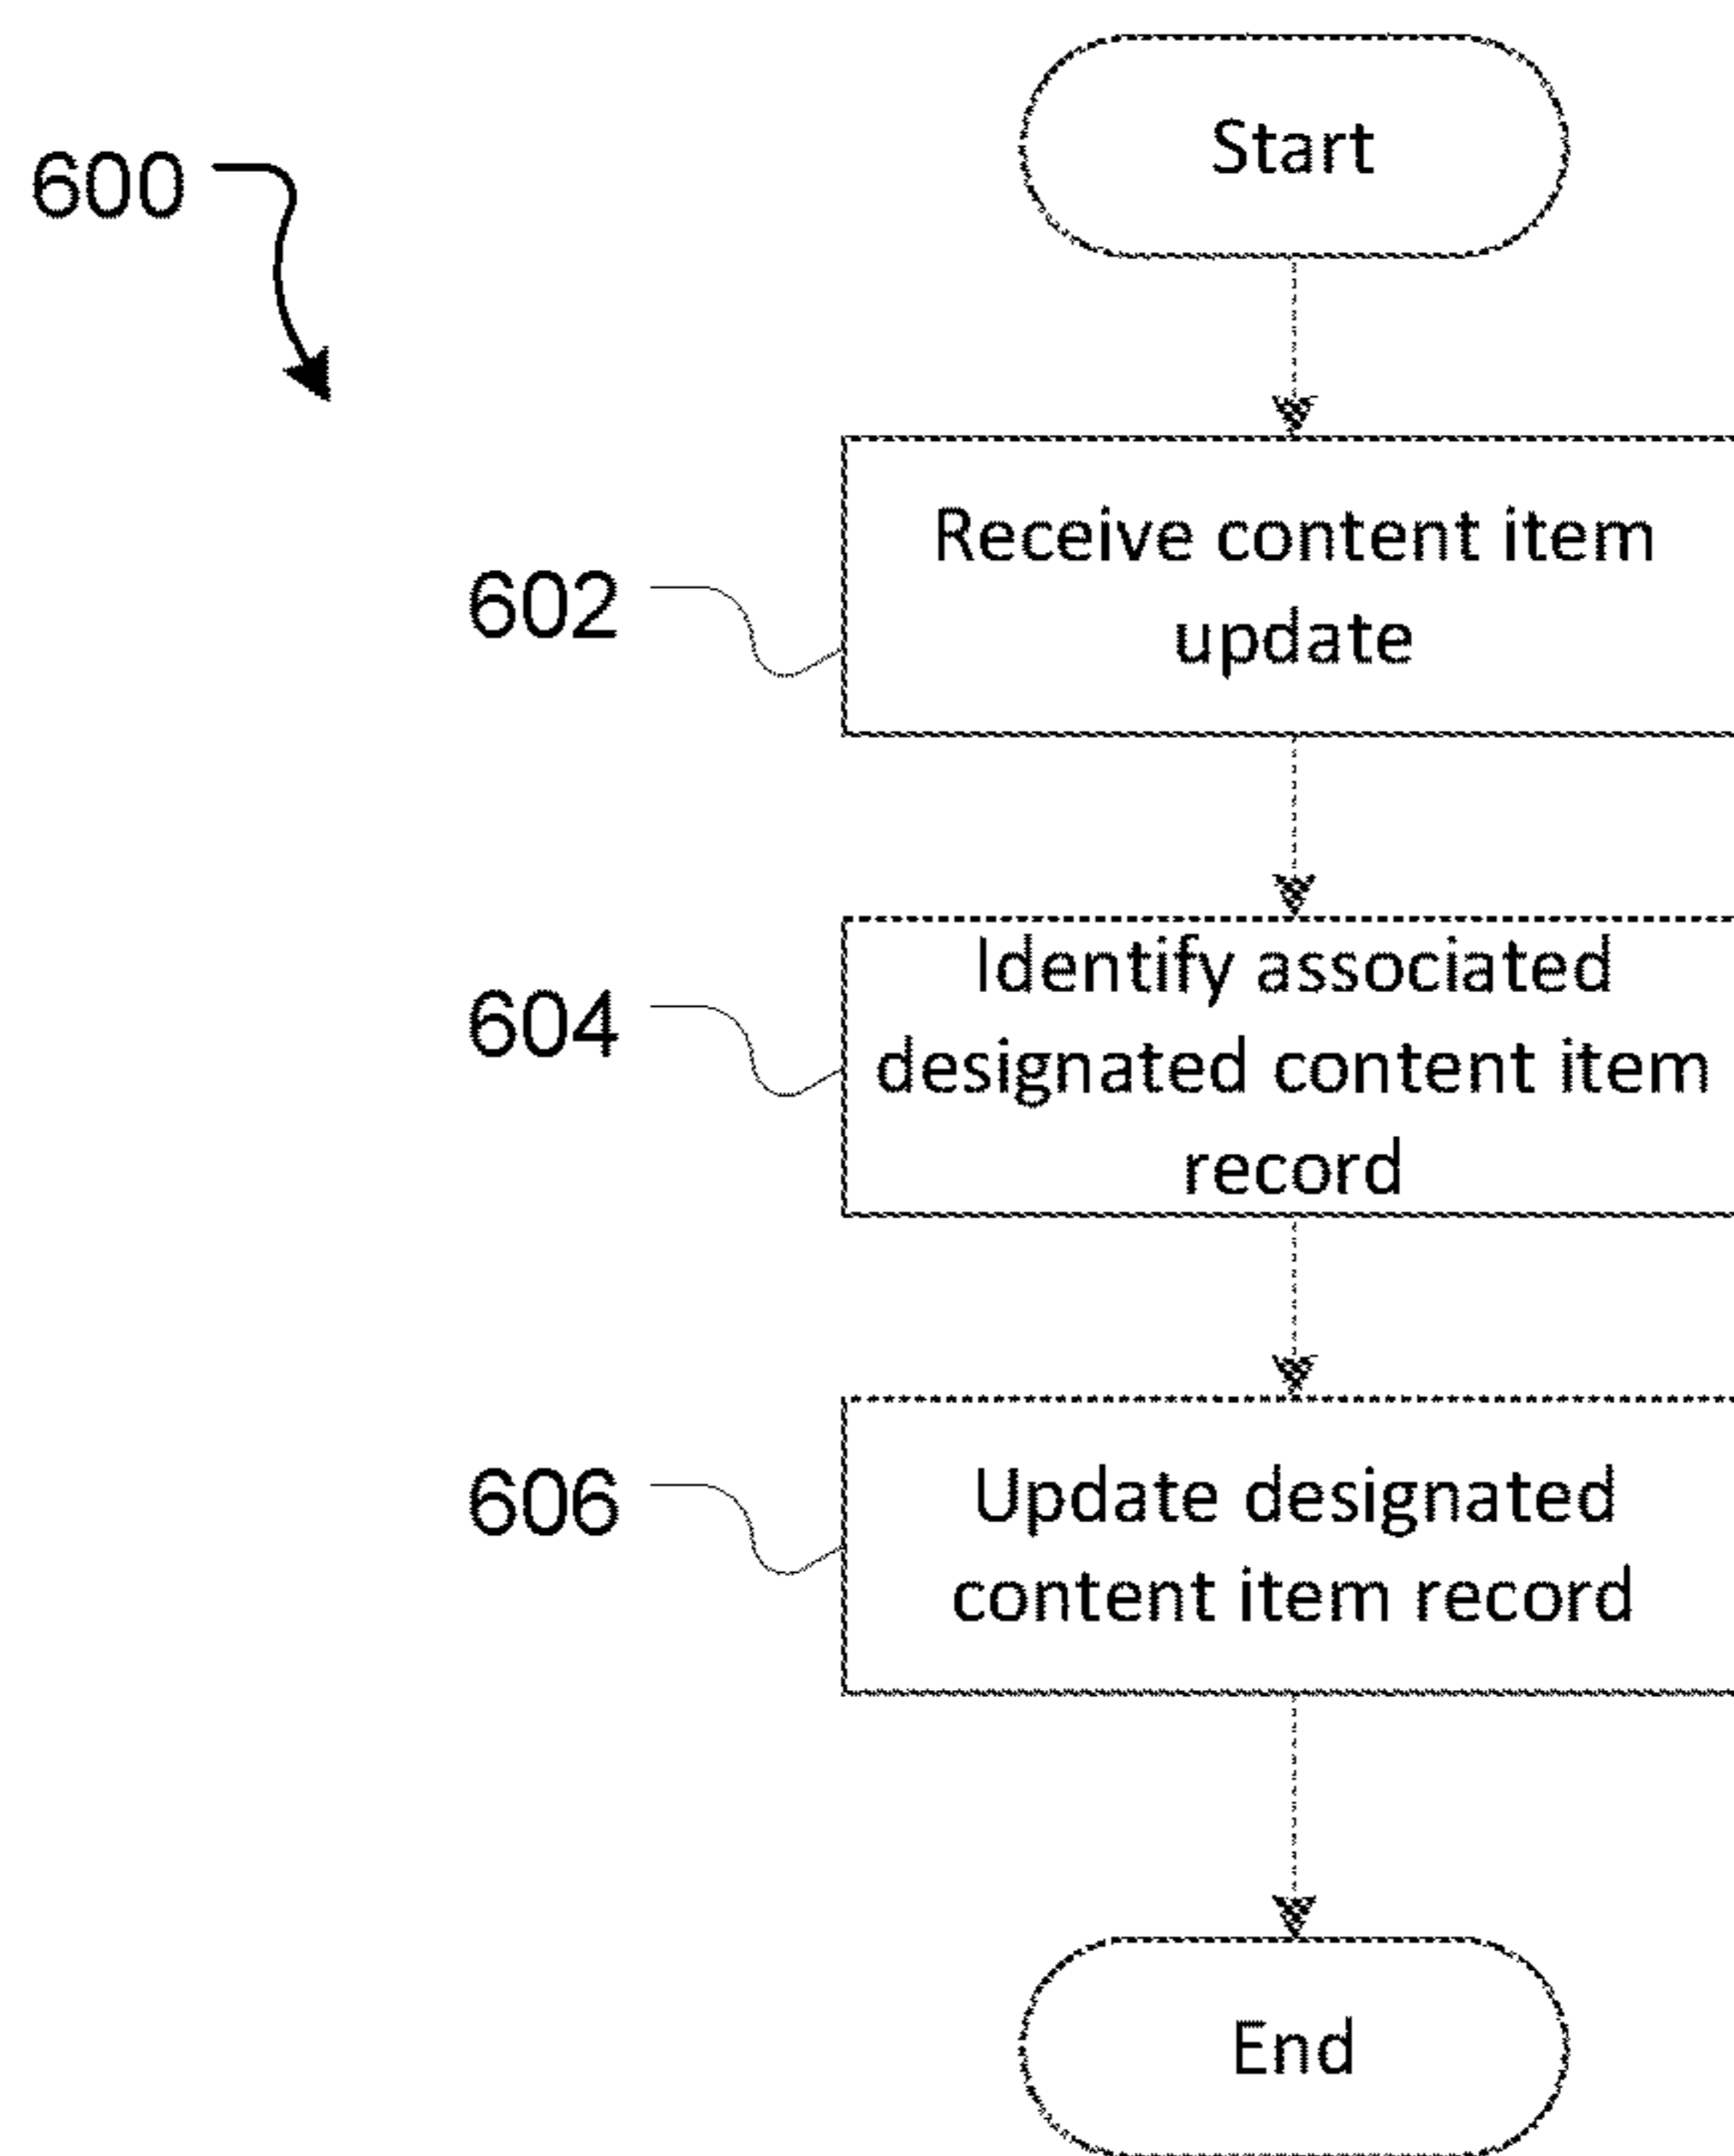 600
Start
602
Receive content item
update
604
Identify associated
designated content item
record
606
Update designated
content item record
End